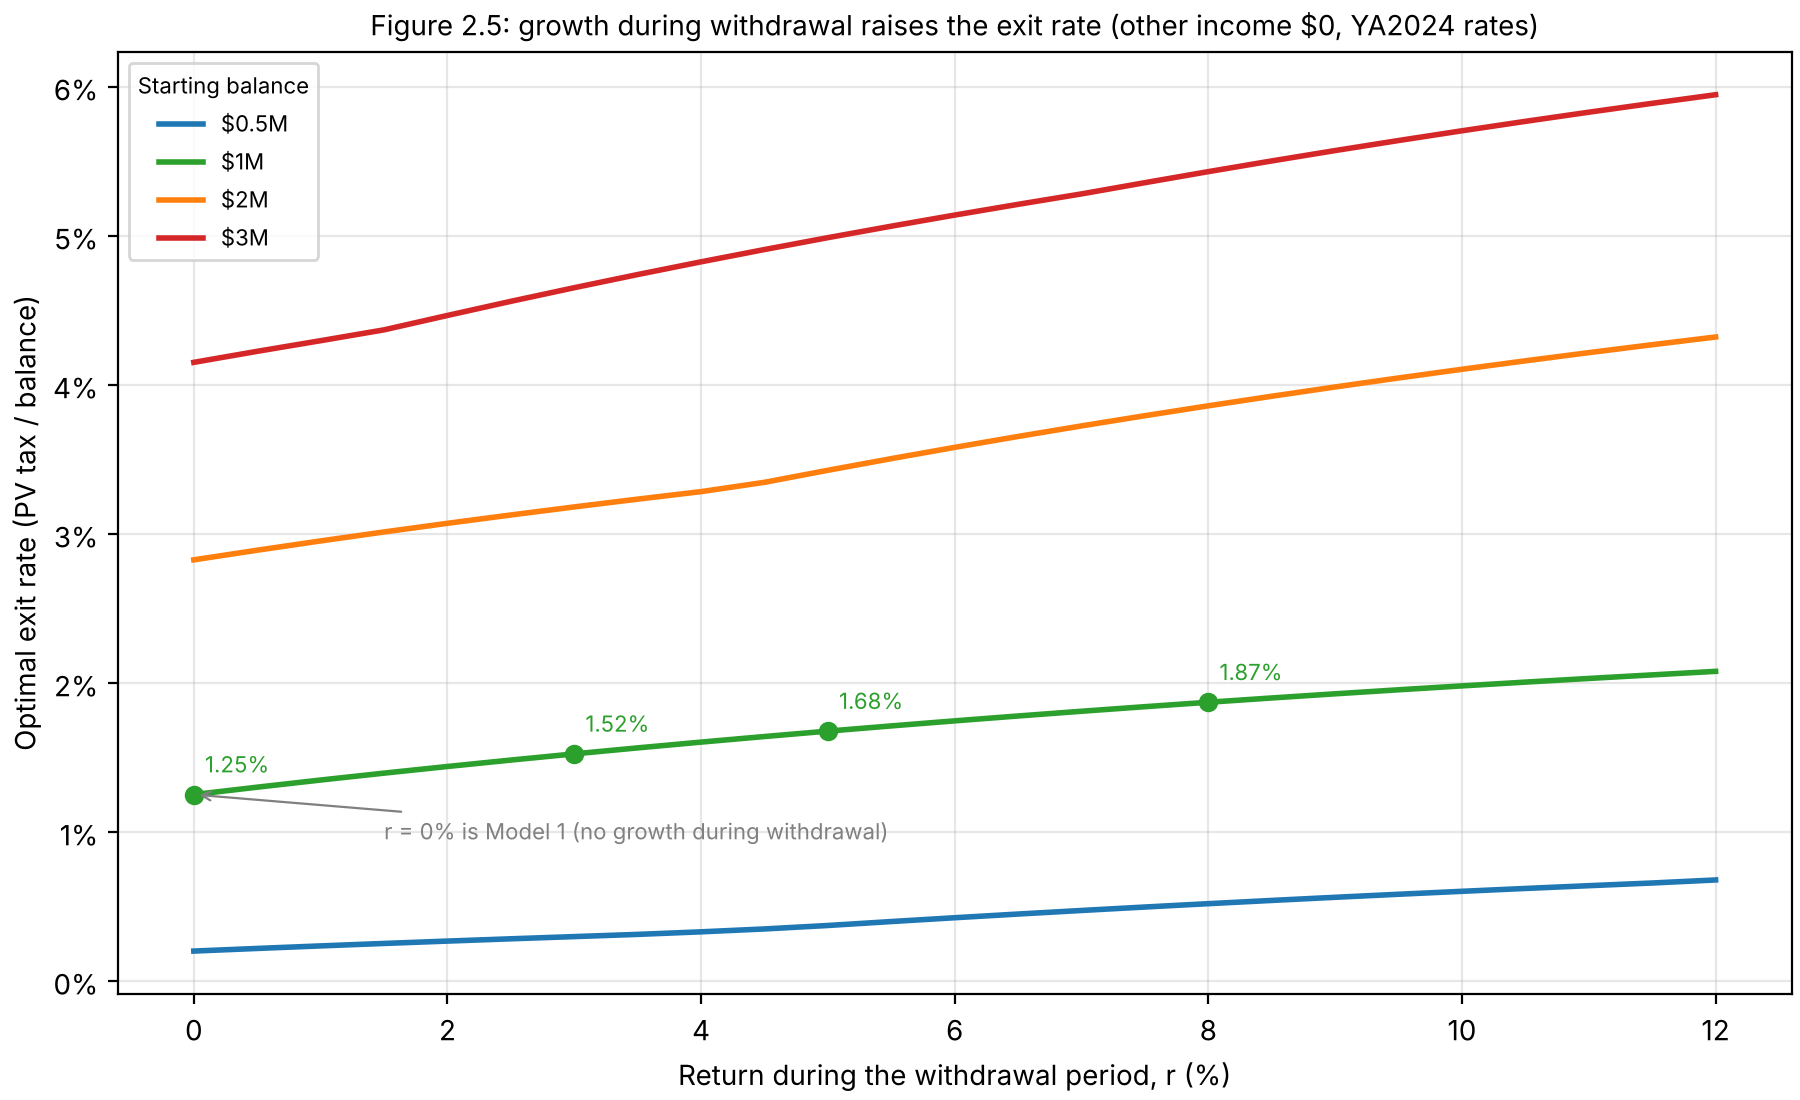 Figure 2.5: growth during withdrawal raises the exit rate (other income $0, YA2024 rates)
Starting balance
$0.5M
$1M
$2M
$3M
Optimal exit rate (PV tax / balance)
6%
5%
4%
3%
2%
1%
0%
1.25%
1.52%
1.68%
1.87%
r = 0% is Model 1 (no growth during withdrawal)
0
2
4
6
8
10
12
Return during the withdrawal period, r (%)